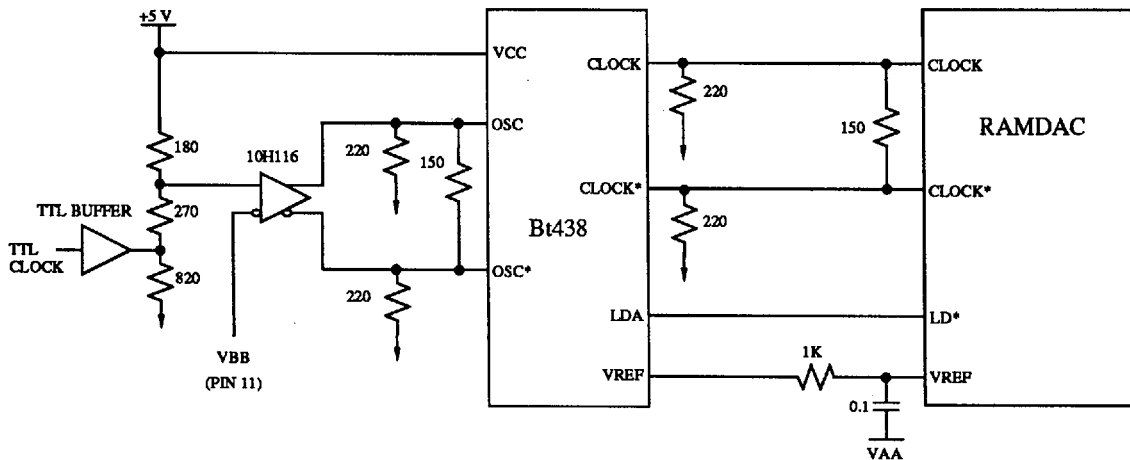 +5 V
VCC
CLOCK
CLOCK
220
OSC
180
10H116
220
150
150
RAMDAC
CLOCK*
CLOCK*
TTL BUFFER
270
220
Bt438
TTL
CLOCK
820
OSC*
220
LDA
LD*
VBB
(PIN 11)
1K
VREF
VREF
0.1
VAA